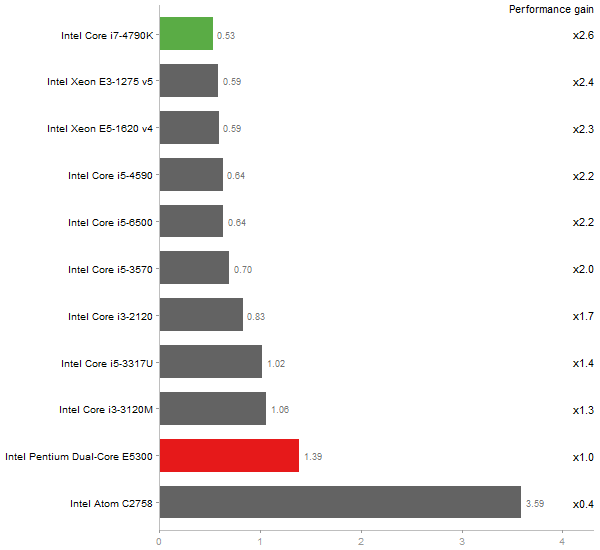 Performance gain
Intel Core i7-4790K 0.53 x2.6
Intel Xeon E3-1275 v5 0.59 x2.4
Intel Xeon E5-1620 v4 0.59 x2.3
Intel Core i5-4590 0.64 x2.2
Intel Core i5-6500 0.64 x2.2
Intel Core i5-3570 0.70 x2.0
Intel Core i3-2120 0.83 x1.7
Intel Core i5-3317U 1.02 x1.4
Intel Core i3-3120M 1.06 x1.3
Intel Pentium Dual-Core E5300 1.39 x1.0
Intel Atom C2758 3.59 x0.4
0 1 2 3 4